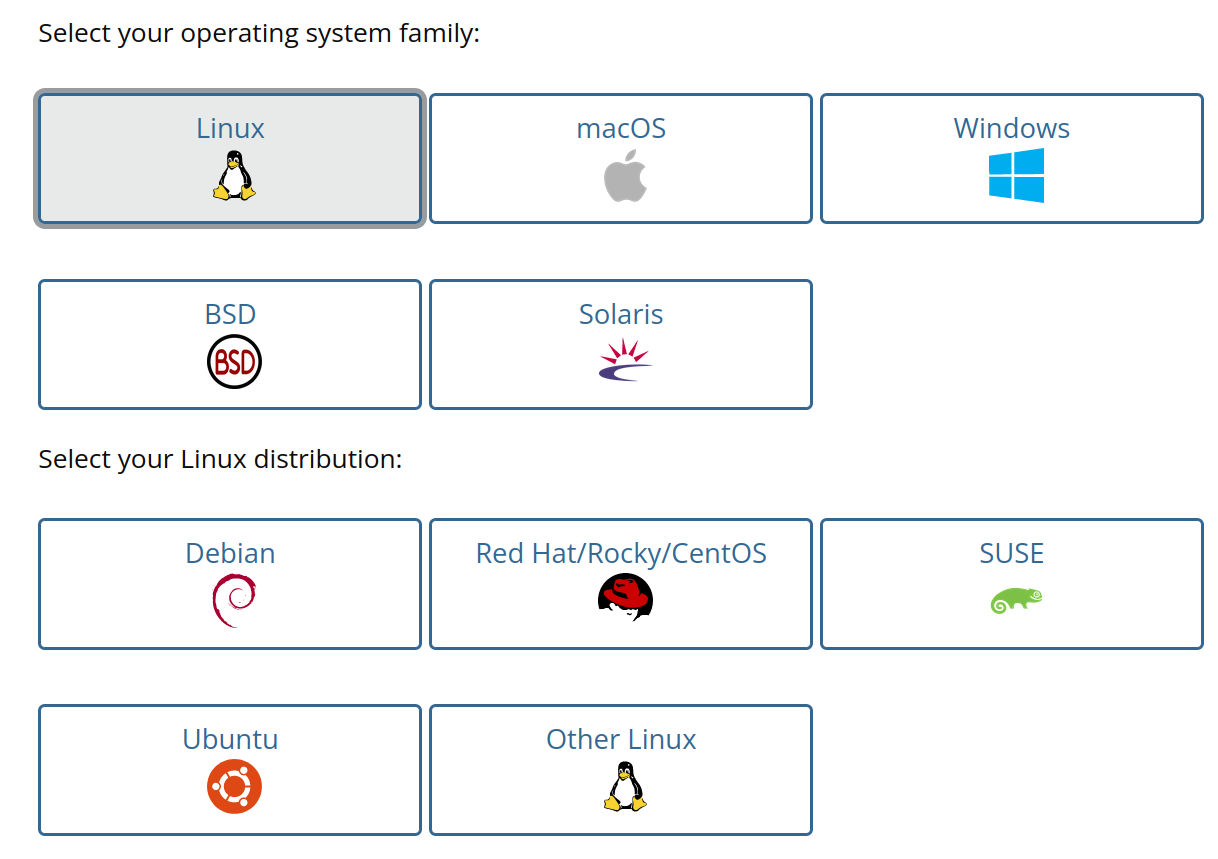 Select your operating system family:
Linux
macOS
Windows
BSD
BSD
Solaris
Select your Linux distribution:
Debian
Red Hat/Rocky/CentOS
SUSE
Ubuntu
Other Linux